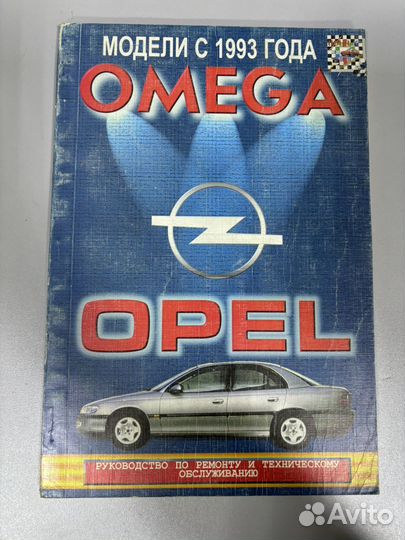 МОДЕЛИ С 1993 ГОДА
OMEGA
OPEL
РУКОВОДСТВО ПО РЕМОНТУ И ТЕХНИЧЕСКОМУ
ОБСЛУЖИВАНИЮ
Avito